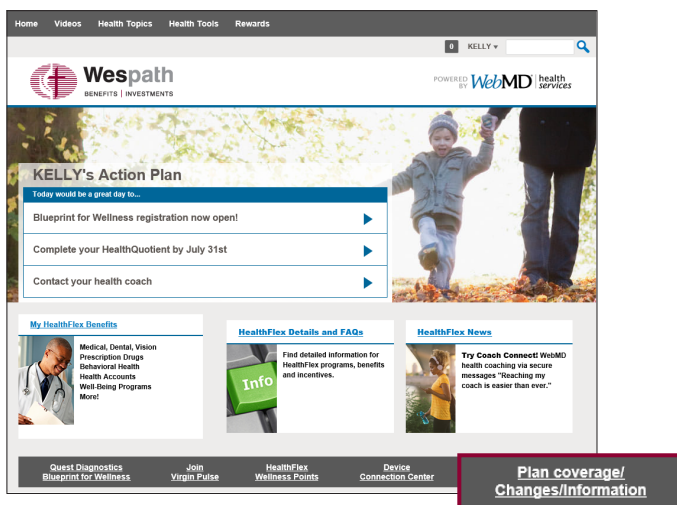 Home Videos Health Topics Health Tools Rewards
0 KELLY
Wespath
BENEFITS | INVESTMENTS
POWERED BY WebMD health services
KELLY's Action Plan
Today would be a great day to...
Blueprint for Wellness registration now open!
Complete your HealthQuotient by July 31st
Contact your health coach
My HealthFlex Benefits
Medical, Dental, Vision
Prescription Drugs
Behavioral Health
Health Accounts
Well-Being Programs
More!
HealthFlex Details and FAQs
Info
Find detailed information for
HealthFlex programs, benefits
and incentives.
HealthFlex News
Try Coach Connect! WebMD
health coaching via secure
messages "Reaching my
coach is easier than ever."
Quest Diagnostics
Blueprint for Wellness
Join
Virgin Pulse
HealthFlex
Wellness Points
Device
Connection Center
Plan coverage/
Changes/Information